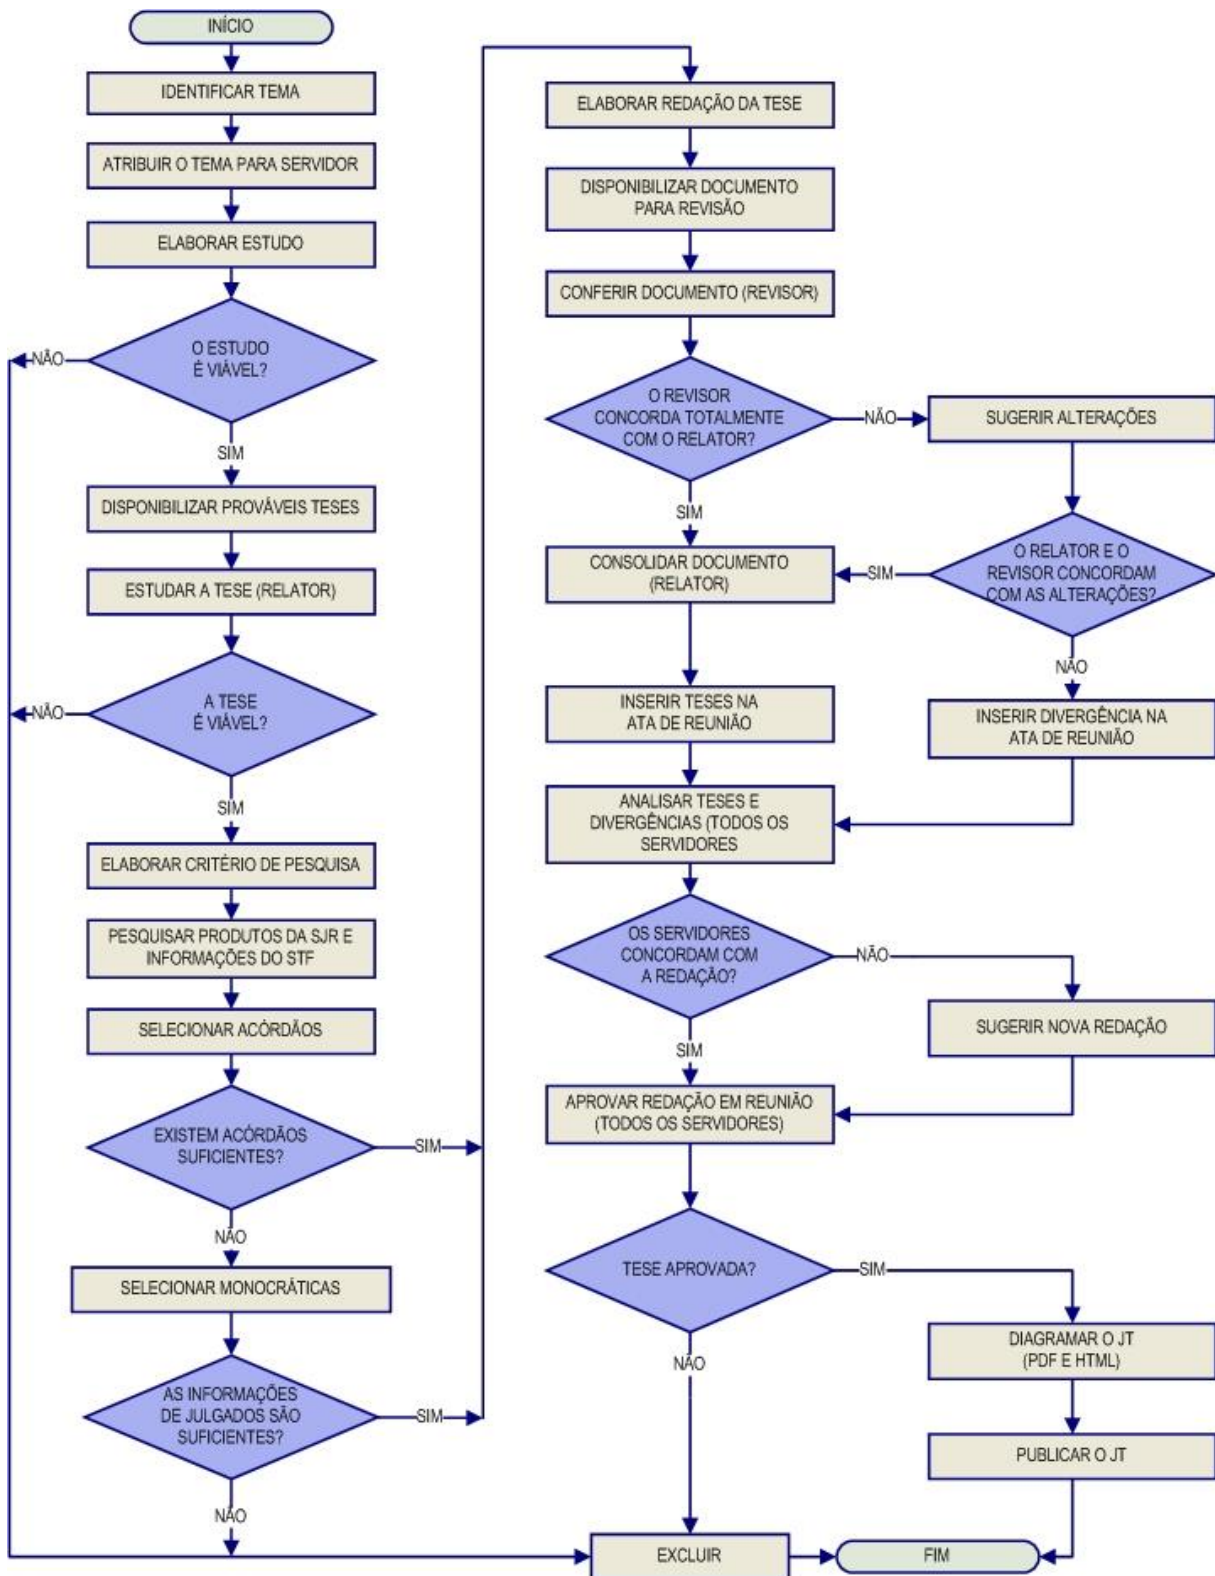 INÍCIO
IDENTIFICAR TEMA
ATRIBUIR O TEMA PARA SERVIDOR
ELABORAR ESTUDO
O ESTUDO
É VIÁVEL?
NÃO
SIM
DISPONIBILIZAR PROVÁVEIS TESES
ESTUDAR A TESE (RELATOR)
A TESE
É VIÁVEL?
NÃO
SIM
ELABORAR CRITÉRIO DE PESQUISA
PESQUISAR PRODUTOS DA SJR E
INFORMAÇÕES DO STF
SELECIONAR ACÓRDÃOS
EXISTEM ACÓRDÃOS
SUFICIENTES?
SIM
NÃO
SELECIONAR MONOCRÁTICAS
AS INFORMAÇÕES
DE JULGADOS SÃO
SUFICIENTES?
SIM
NÃO
ELABORAR REDAÇÃO DA TESE
DISPONIBILIZAR DOCUMENTO
PARA REVISÃO
CONFERIR DOCUMENTO (REVISOR)
O REVISOR
CONCORDA TOTALMENTE
COM O RELATOR?
NÃO
SUGERIR ALTERAÇÕES
SIM
CONSOLIDAR DOCUMENTO
(RELATOR)
SIM
O RELATOR E O
REVISOR CONCORDAM
COM AS ALTERAÇÕES?
NÃO
INSERIR TESES NA
ATA DE REUNIÃO
INSERIR DIVERGÊNCIA NA
ATA DE REUNIÃO
ANALISAR TESES E
DIVERGÊNCIAS (TODOS OS
SERVIDORES
OS SERVIDORES
CONCORDAM COM
A REDAÇÃO?
NÃO
SUGERIR NOVA REDAÇÃO
SIM
APROVAR REDAÇÃO EM REUNIÃO
(TODOS OS SERVIDORES)
TESE APROVADA?
SIM
DIAGRAMAR O JT
(PDF E HTML)
NÃO
PUBLICAR O JT
EXCLUIR
FIM